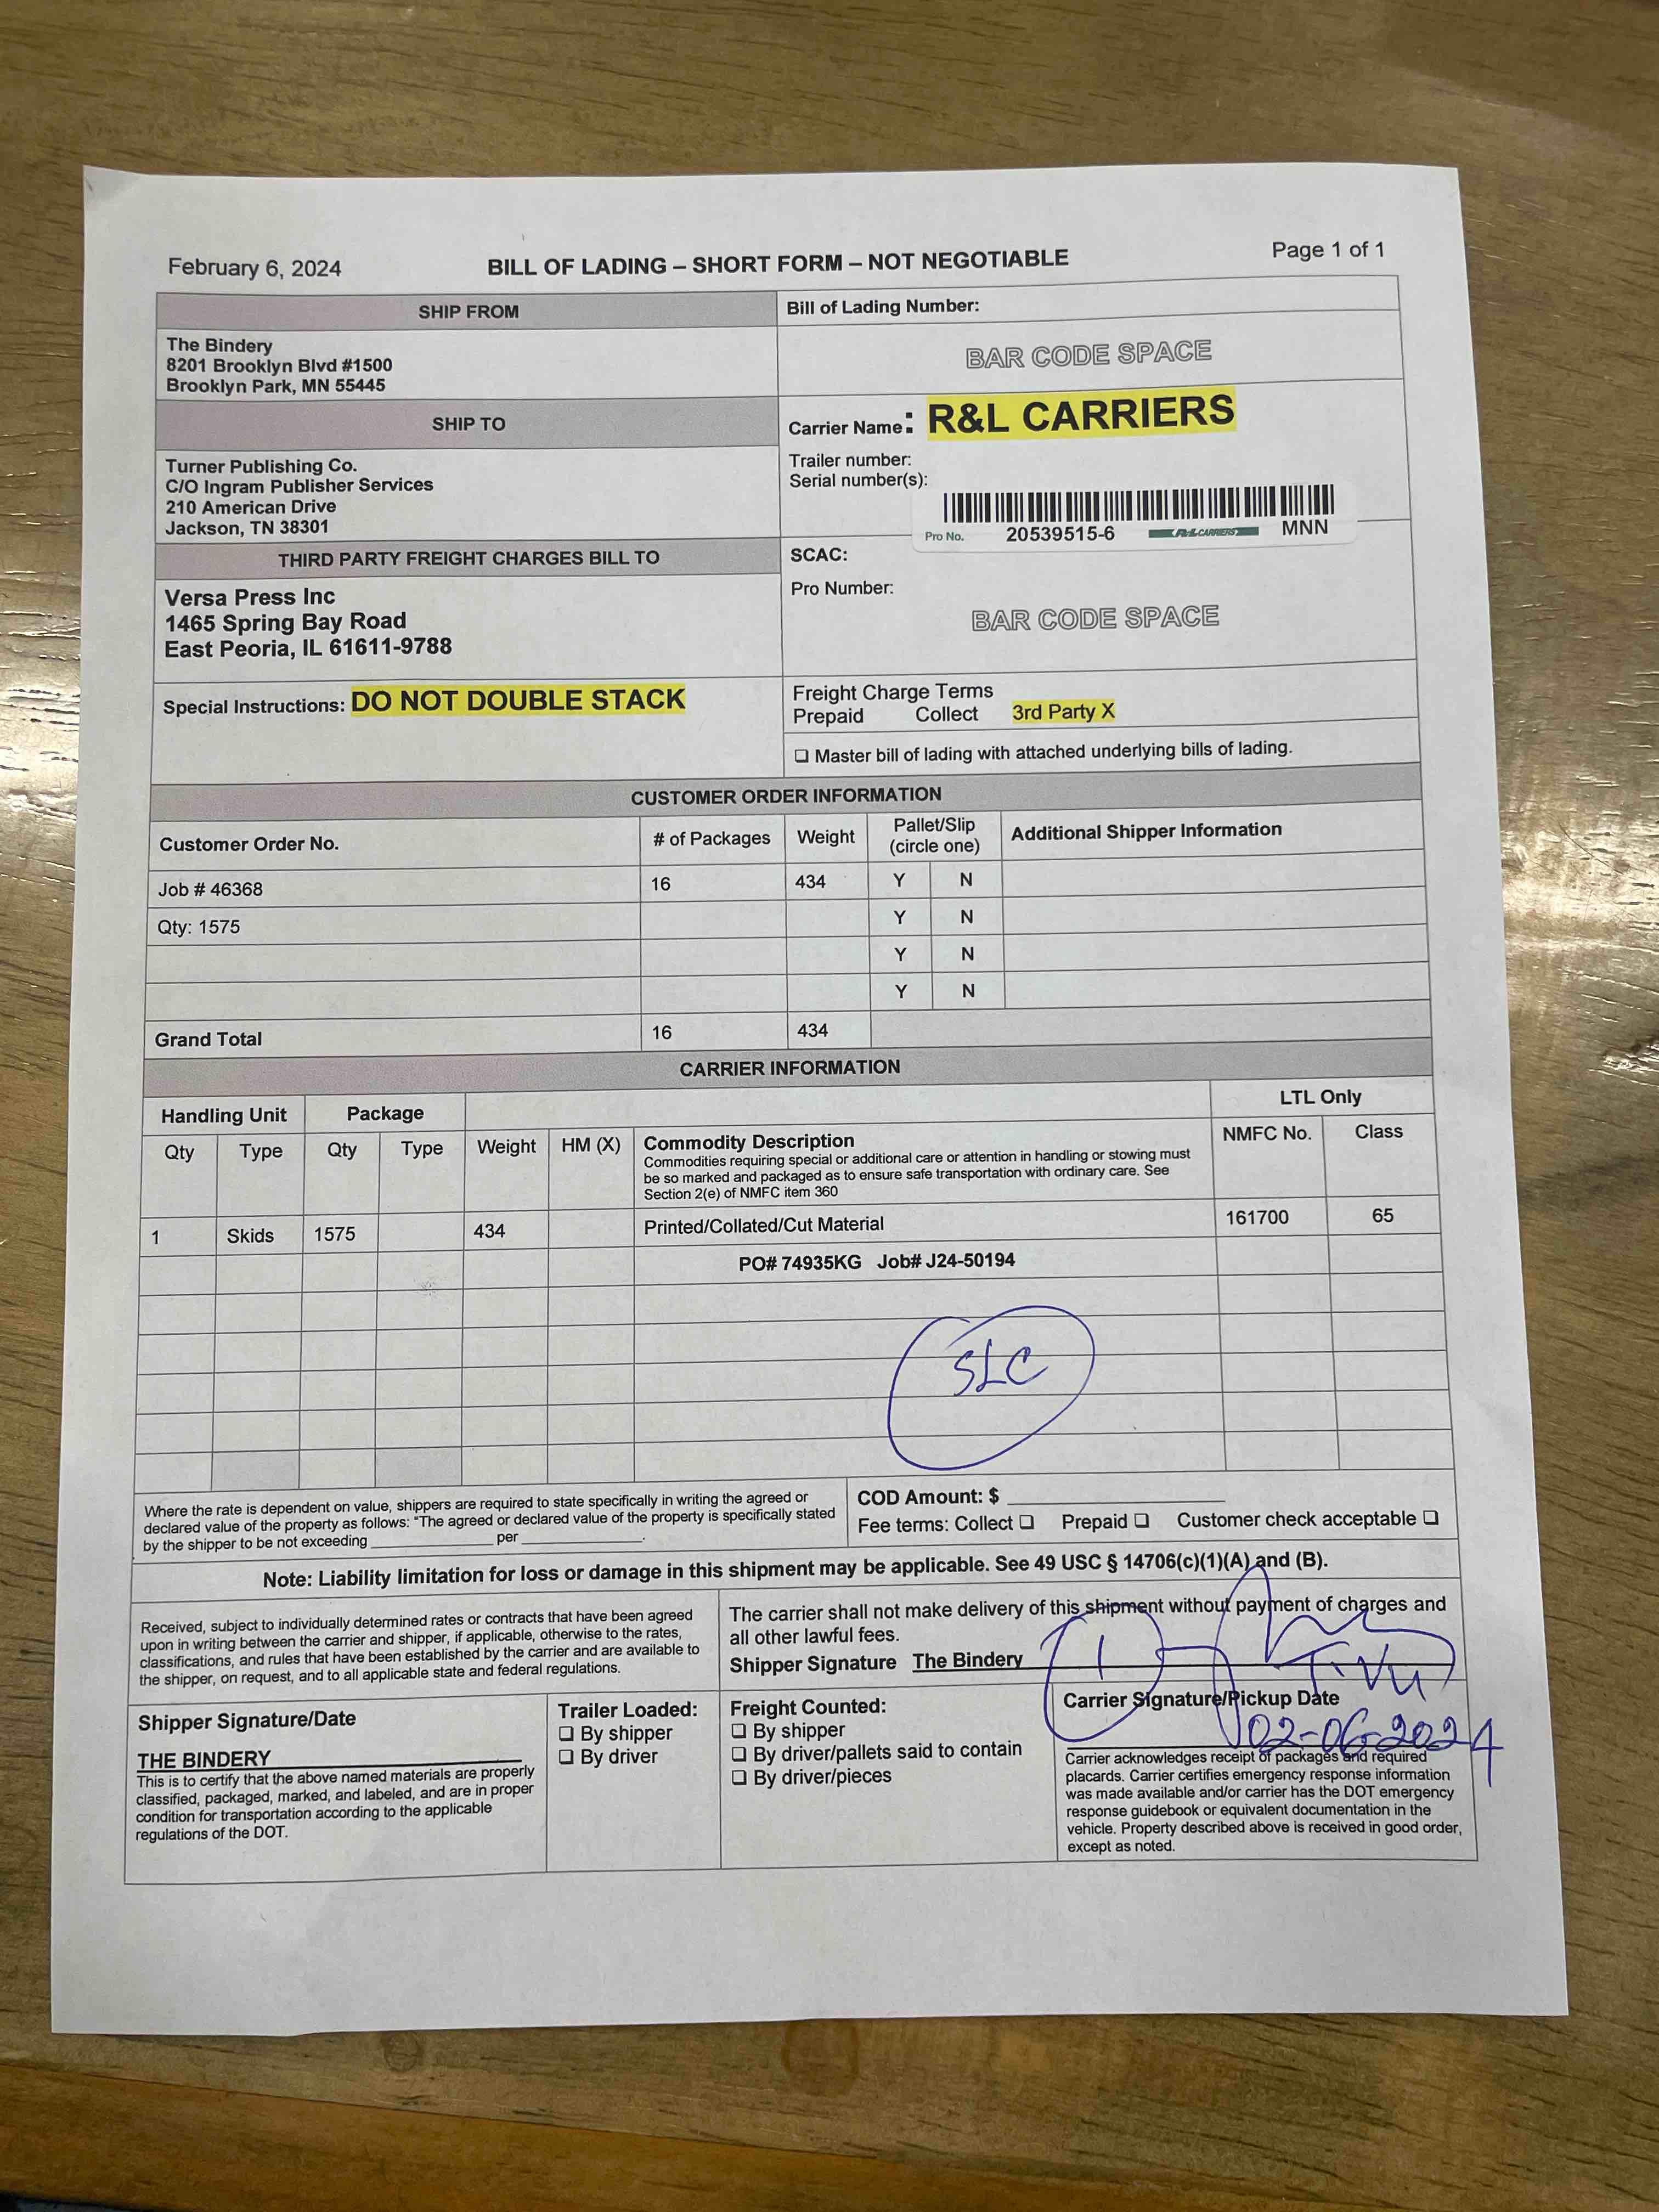 February 6, 2024
BILL OF LADING – SHORT FORM – NOT NEGOTIABLE
Page 1 of 1
SHIP FROM
The Bindery
8201 Brooklyn Blvd #1500
Brooklyn Park, MN 55445
Bill of Lading Number:
BAR CODE SPACE
SHIP TO
Turner Publishing Co.
C/O Ingram Publisher Services
210 American Drive
Jackson, TN 38301
Carrier Name: R&L CARRIERS
Trailer number:
Serial number(s):
Pro No. 20539515-6 R&L CARRIERS MNN
THIRD PARTY FREIGHT CHARGES BILL TO
Versa Press Inc
1465 Spring Bay Road
East Peoria, IL 61611-9788
SCAC:
Pro Number:
BAR CODE SPACE
Special Instructions: DO NOT DOUBLE STACK
Freight Charge Terms
Prepaid Collect 3rd Party X
❏ Master bill of lading with attached underlying bills of lading.
CUSTOMER ORDER INFORMATION
Customer Order No. # of Packages Weight Pallet/Slip (circle one) Additional Shipper Information
Job # 46368 16 434 Y N
Qty: 1575 Y N
Y N
Y N
Grand Total 16 434
CARRIER INFORMATION
Handling Unit Package LTL Only
Qty Type Qty Type Weight HM (X) Commodity Description NMFC No. Class
Commodities requiring special or additional care or attention in handling or stowing must
be so marked and packaged as to ensure safe transportation with ordinary care. See
Section 2(e) of NMFC item 360
1 Skids 1575 434 Printed/Collated/Cut Material 161700 65
PO# 74935KG Job# J24-50194
SLC
Where the rate is dependent on value, shippers are required to state specifically in writing the agreed or
declared value of the property as follows: “The agreed or declared value of the property is specifically stated
by the shipper to be not exceeding ____________ per ____________.
COD Amount: $ ____________________
Fee terms: Collect ❏ Prepaid ❏ Customer check acceptable ❏
Note: Liability limitation for loss or damage in this shipment may be applicable. See 49 USC § 14706(c)(1)(A) and (B).
Received, subject to individually determined rates or contracts that have been agreed
upon in writing between the carrier and shipper, if applicable, otherwise to the rates,
classifications, and rules that have been established by the carrier and are available to
the shipper, on request, and to all applicable state and federal regulations.
The carrier shall not make delivery of this shipment without payment of charges and
all other lawful fees.
Shipper Signature The Bindery
Shipper Signature/Date
THE BINDERY
This is to certify that the above named materials are properly
classified, packaged, marked, and labeled, and are in proper
condition for transportation according to the applicable
regulations of the DOT.
Trailer Loaded:
❏ By shipper
❏ By driver
Freight Counted:
❏ By shipper
❏ By driver/pallets said to contain
❏ By driver/pieces
Carrier Signature/Pickup Date
02-06-2024
Carrier acknowledges receipt of packages and required
placards. Carrier certifies emergency response information
was made available and/or carrier has the DOT emergency
response guidebook or equivalent documentation in the
vehicle. Property described above is received in good order,
except as noted.